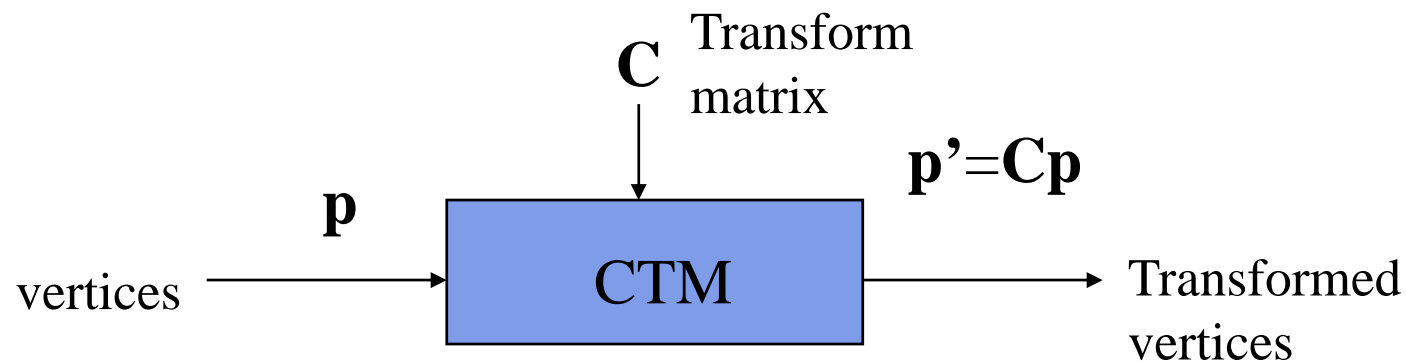 C
Transform
matrix
p’=Cp
p
vertices
CTM
Transformed
vertices